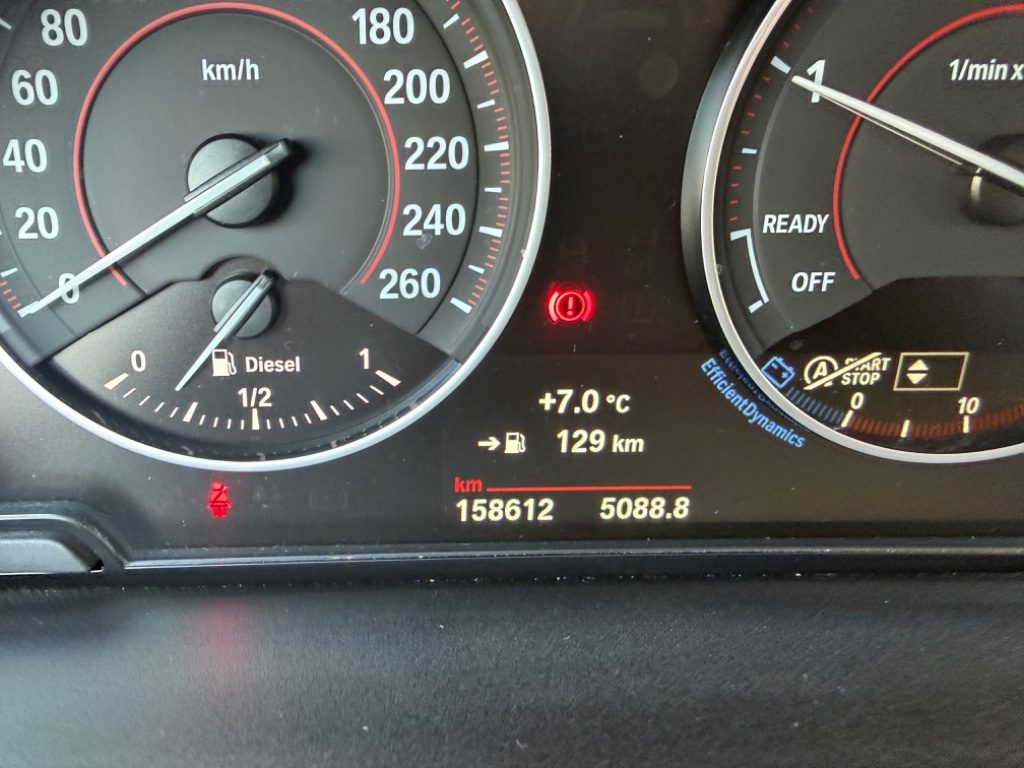 80
60
40
20
0
km/h
180
200
220
240
260
0
Diesel
1
1/2
+7.0 °C
129 km
km
158612 5088.8
1
1/min x
READY
OFF
A START
STOP
0
10
EfficientDynamics